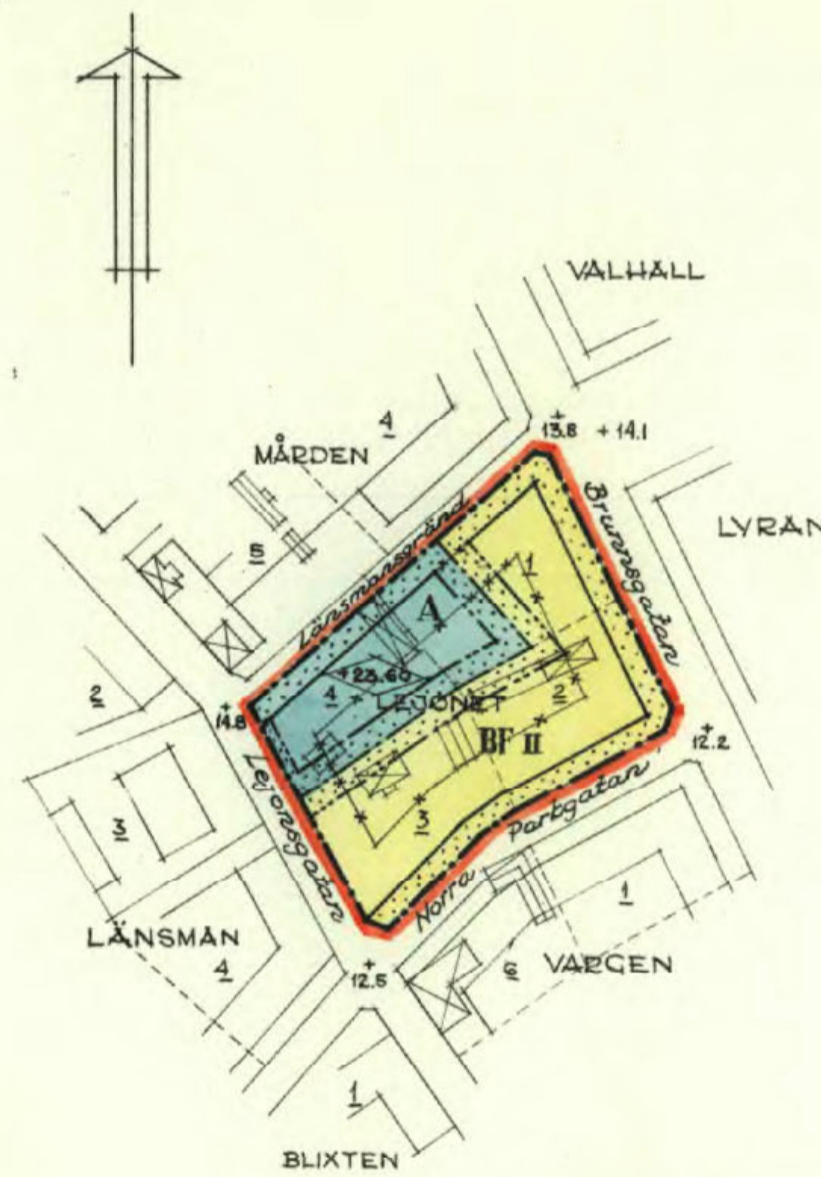 VALHALL
13.8 + 14.1
4
MÅRDEN
Brunnsgatan
LYRAN
5
Länsmansgränd
1
A
+23.60
2
4
LEJONET
2
14.8
BF II
12.2
Lejonsgatan
3
3
Norra Parkgatan
1
LÄNSMAN
4
6
VARGEN
12.5
1
BLIXTEN